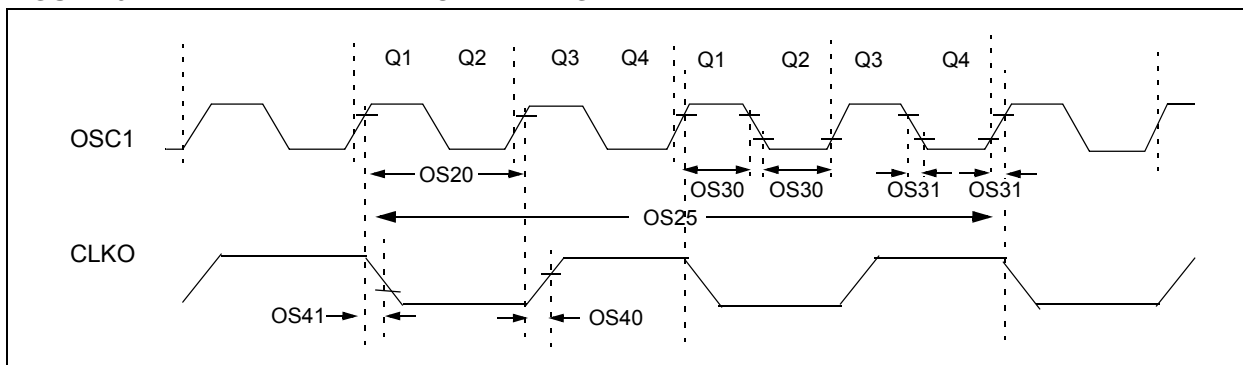 Q1 Q2 Q3 Q4 Q1 Q2 Q3 Q4
OSC1
OS20 OS30 OS30 OS31 OS31
OS25
CLKO
OS41 OS40